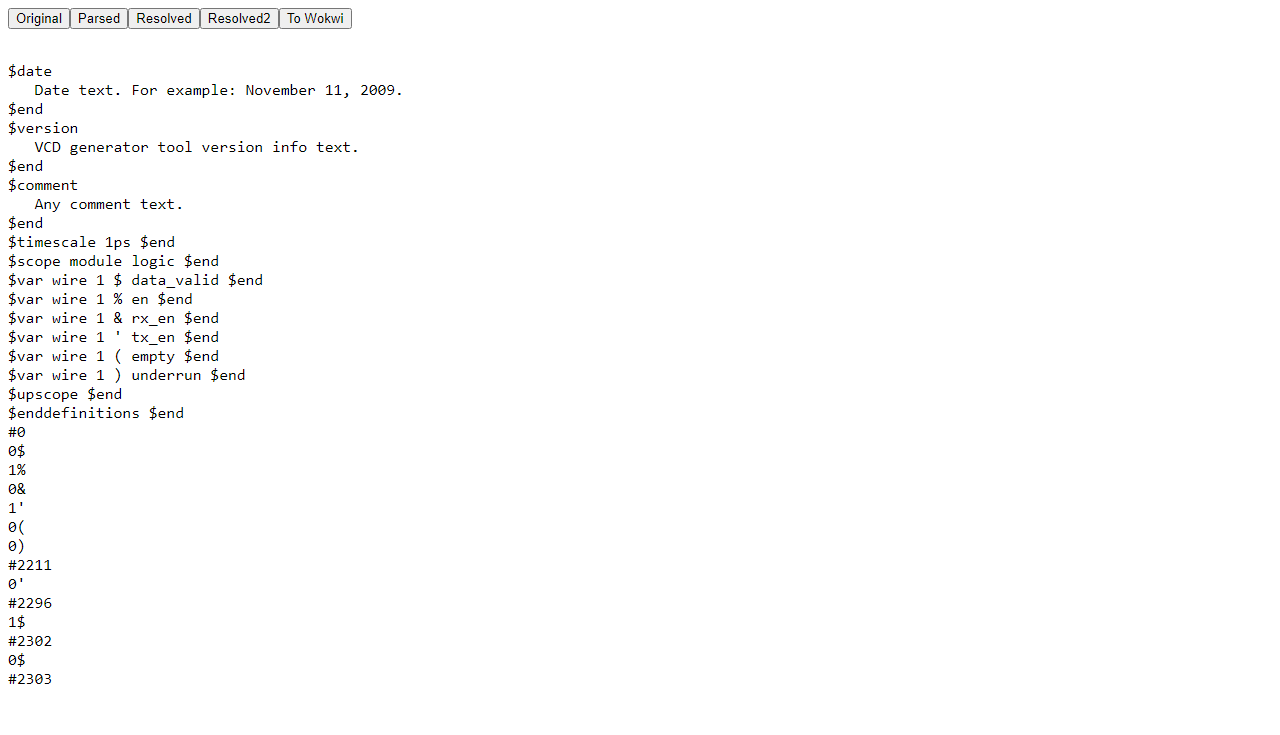 Original Parsed Resolved Resolved2 To Wokwi
$date
   Date text. For example: November 11, 2009.
$end
$version
   VCD generator tool version info text.
$end
$comment
   Any comment text.
$end
$timescale 1ps $end
$scope module logic $end
$var wire 1 $ data_valid $end
$var wire 1 % en $end
$var wire 1 & rx_en $end
$var wire 1 ' tx_en $end
$var wire 1 ( empty $end
$var wire 1 ) underrun $end
$upscope $end
$enddefinitions $end
#0
0$
1%
0&
1'
0(
0)
#2211
0'
#2296
1$
#2302
0$
#2303